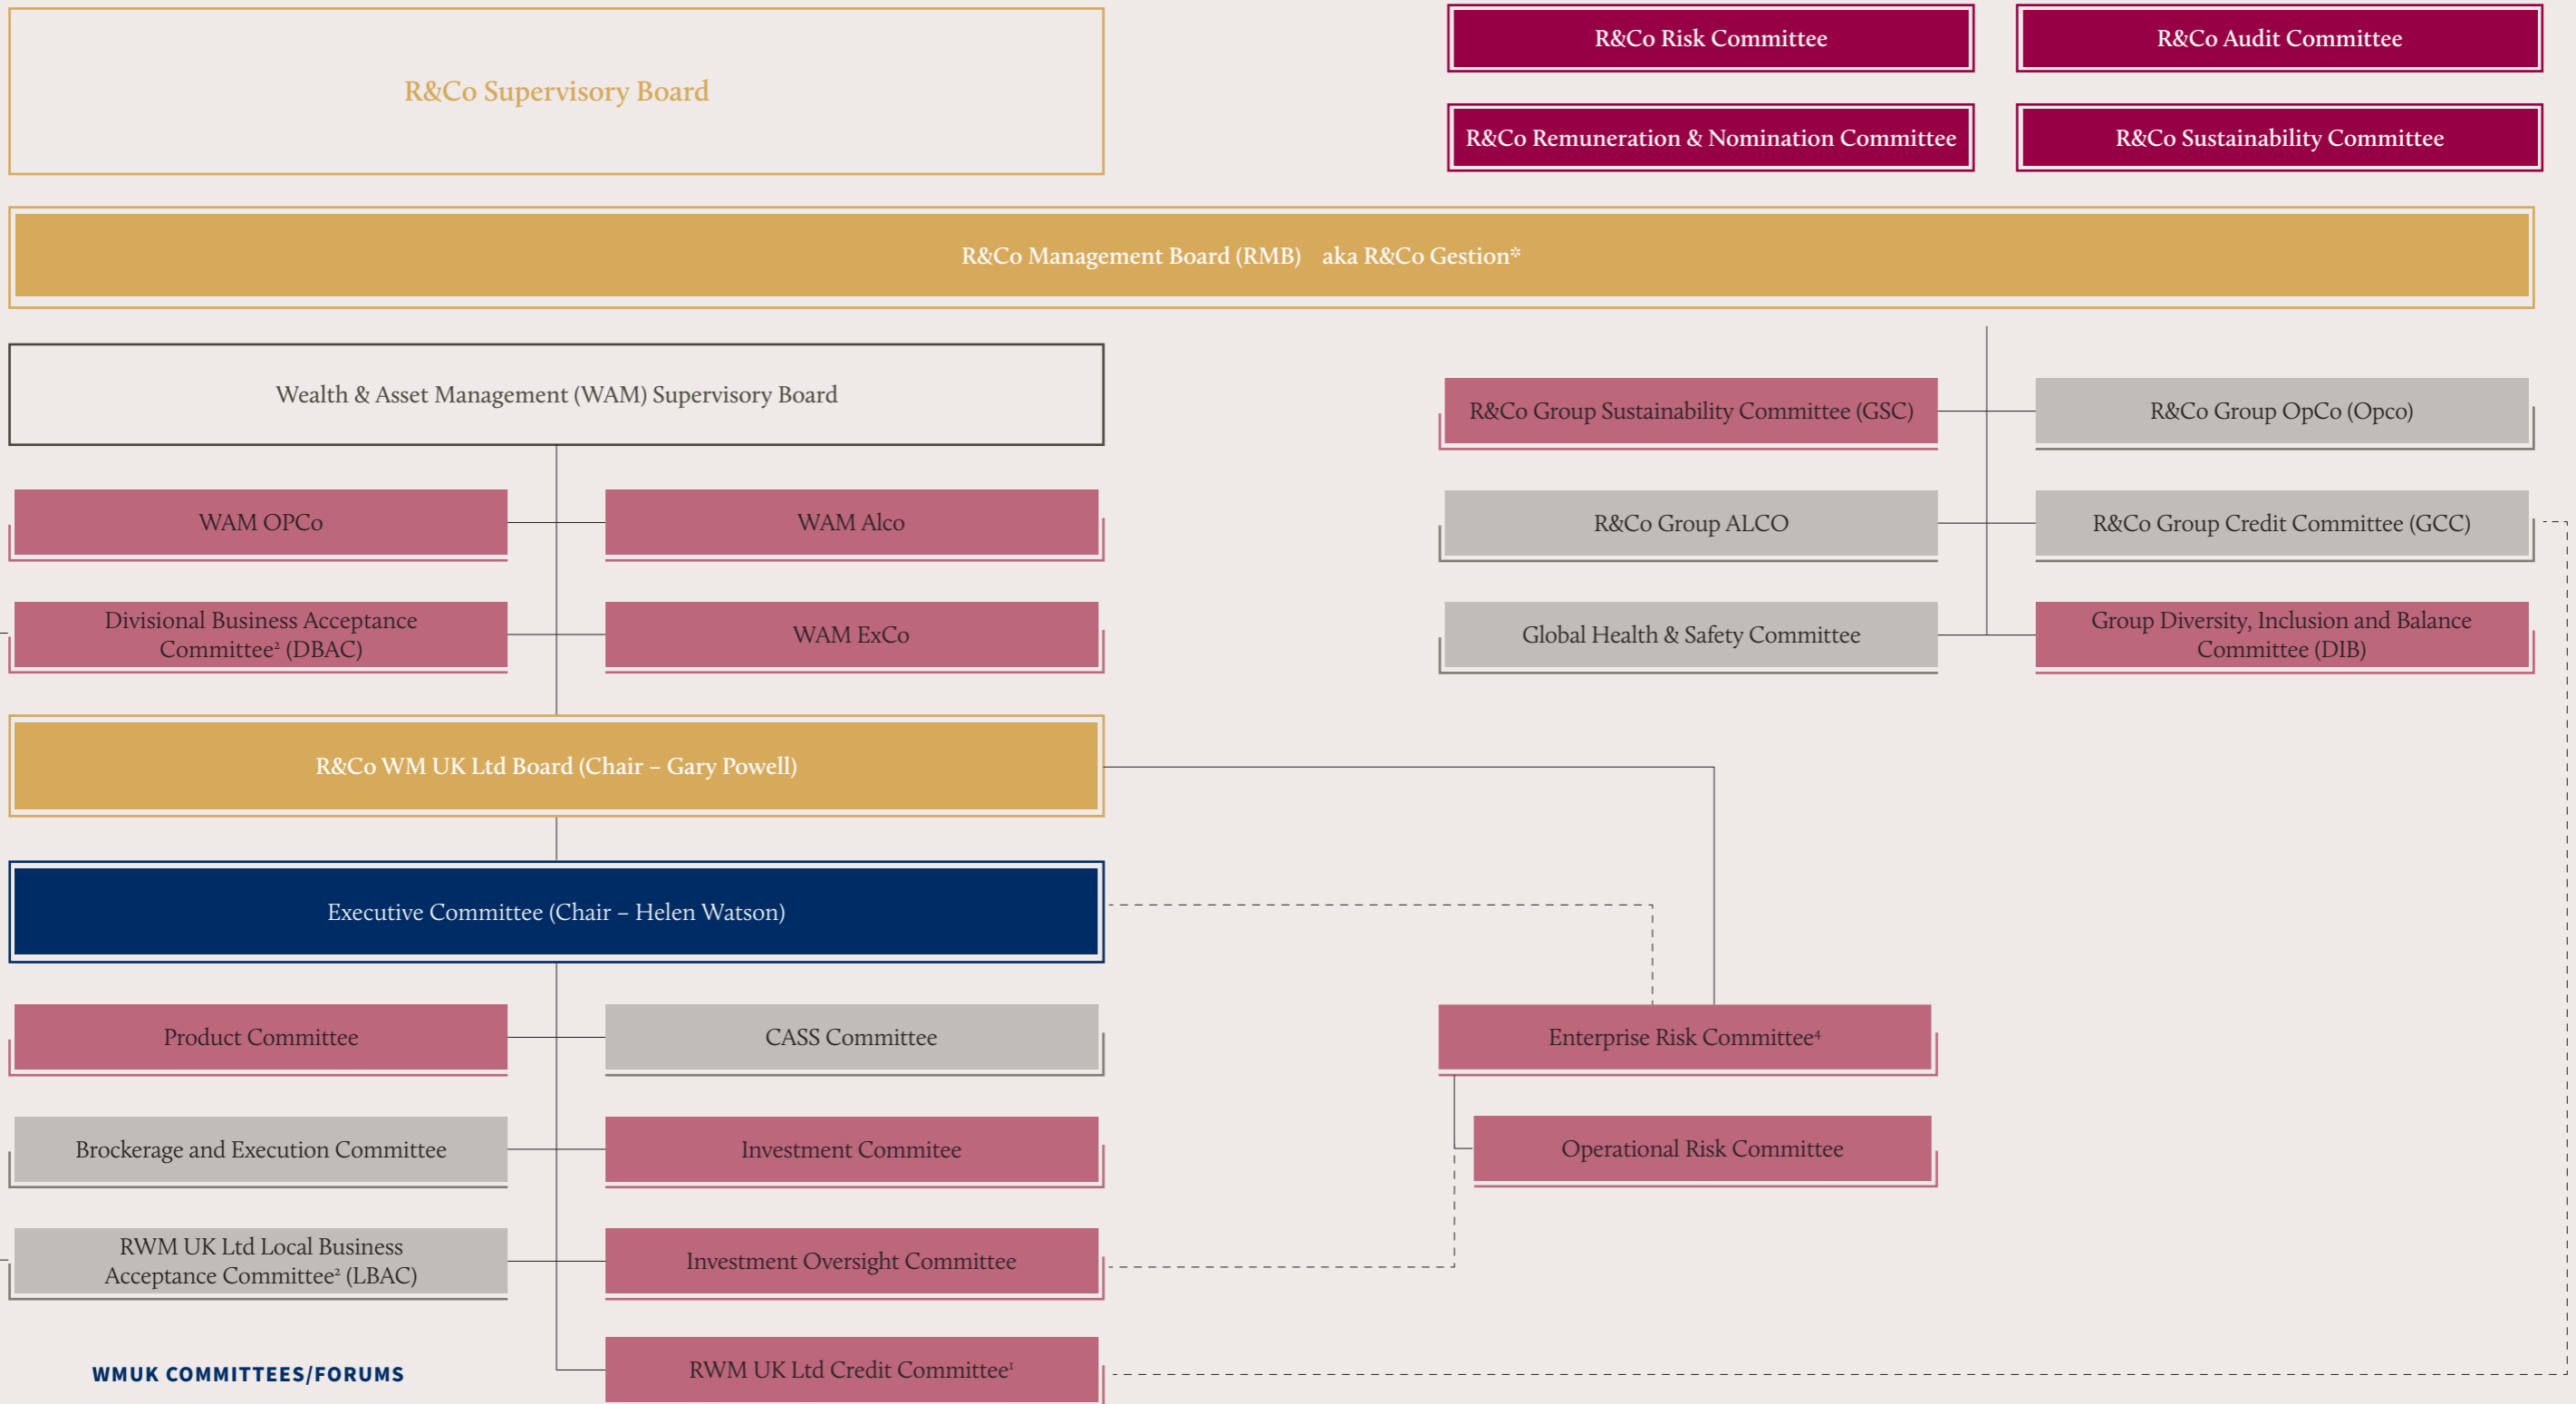 R&Co Supervisory Board
R&Co Risk Committee
R&Co Audit Committee
R&Co Remuneration & Nomination Committee
R&Co Sustainability Committee
R&Co Management Board (RMB) aka R&Co Gestion*
Wealth & Asset Management (WAM) Supervisory Board
R&Co Group Sustainability Committee (GSC)
R&Co Group OpCo (Opco)
WAM OPCo
WAM Alco
R&Co Group ALCO
R&Co Group Credit Committee (GCC)
Divisional Business Acceptance
Committee² (DBAC)
WAM ExCo
Global Health & Safety Committee
Group Diversity, Inclusion and Balance
Committee (DIB)
R&Co WM UK Ltd Board (Chair – Gary Powell)
Executive Committee (Chair – Helen Watson)
Product Committee
CASS Committee
Enterprise Risk Committee⁴
Brockerage and Execution Committee
Investment Commitee
Operational Risk Committee
RWM UK Ltd Local Business
Acceptance Committee² (LBAC)
Investment Oversight Committee
WMUK COMMITTEES/FORUMS
RWM UK Ltd Credit Committee¹